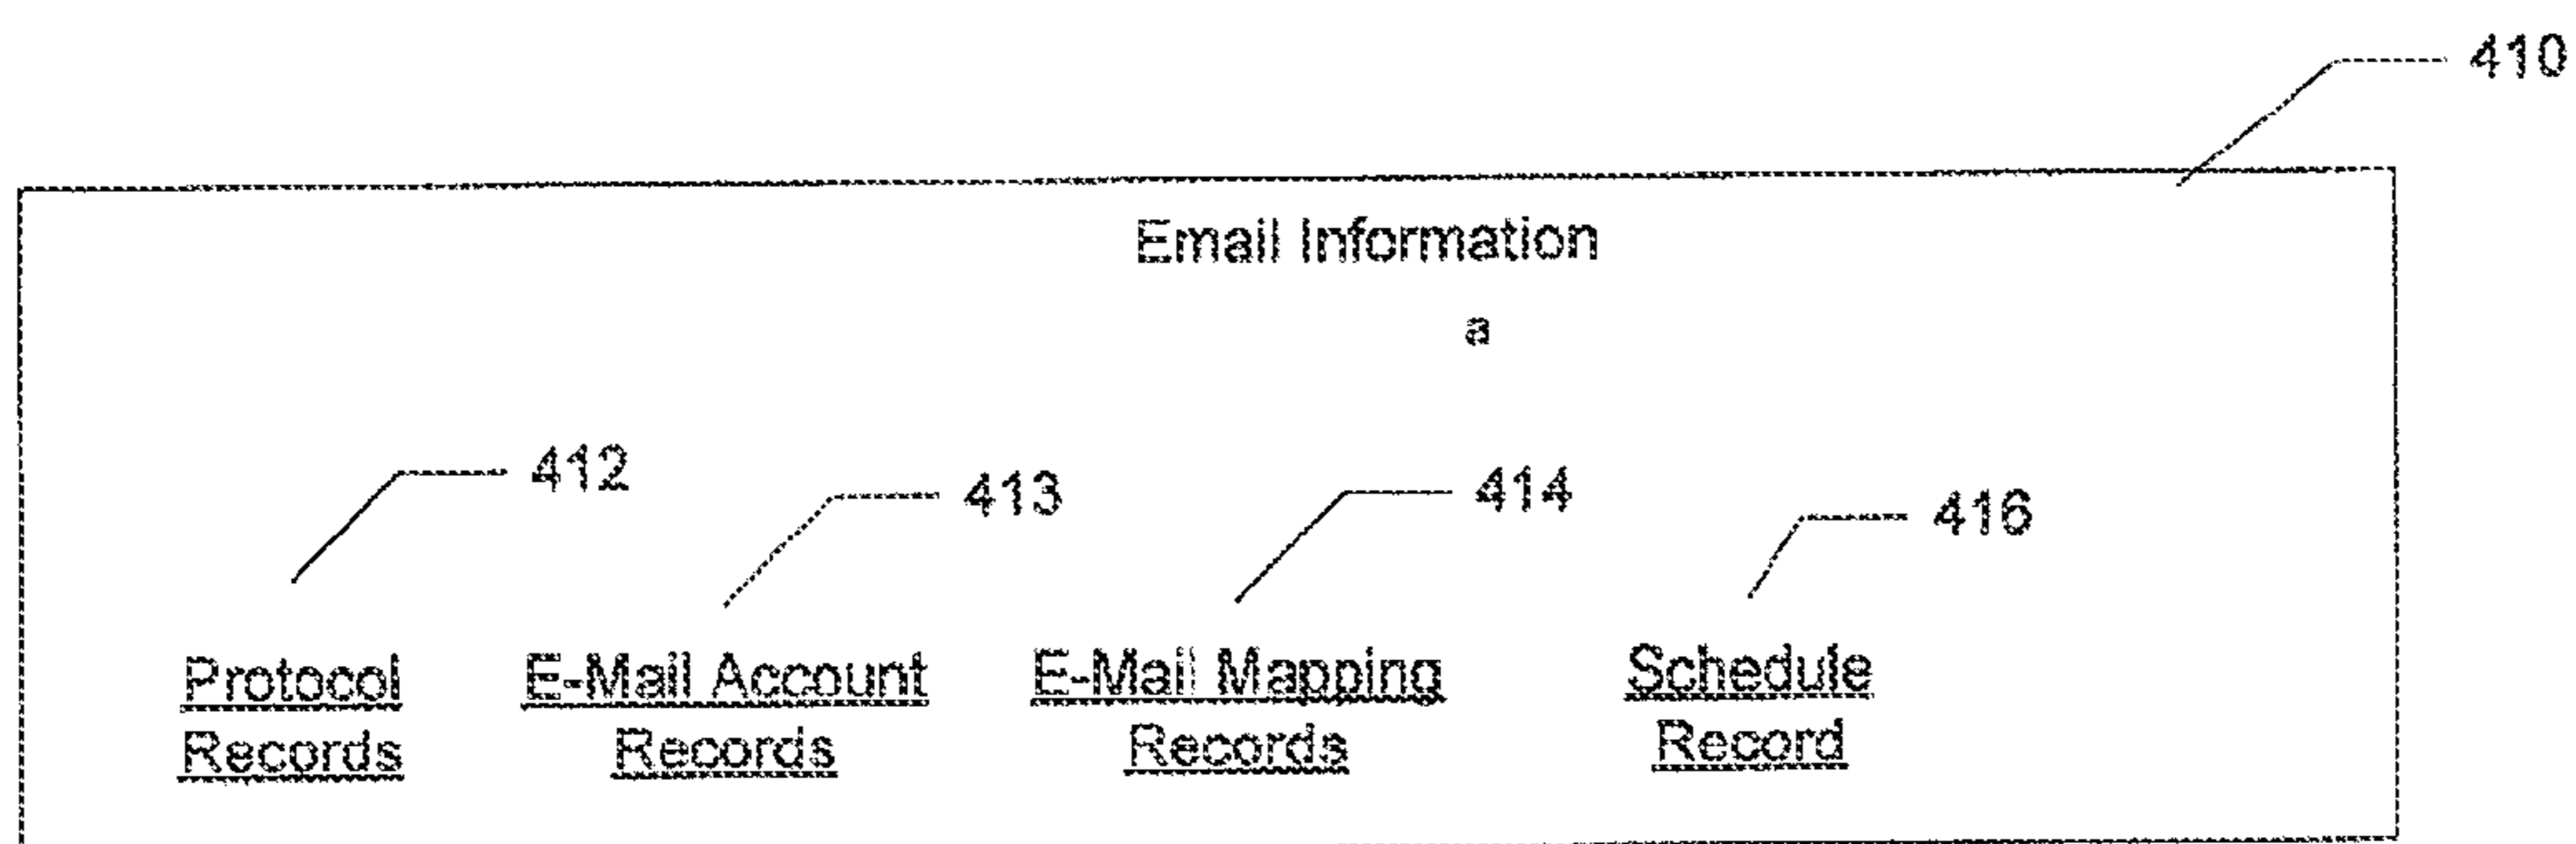 410
Email Information
a
412
413
414
416
Protocol
Records
E-Mail Account
Records
E-Mail Mapping
Records
Schedule
Record